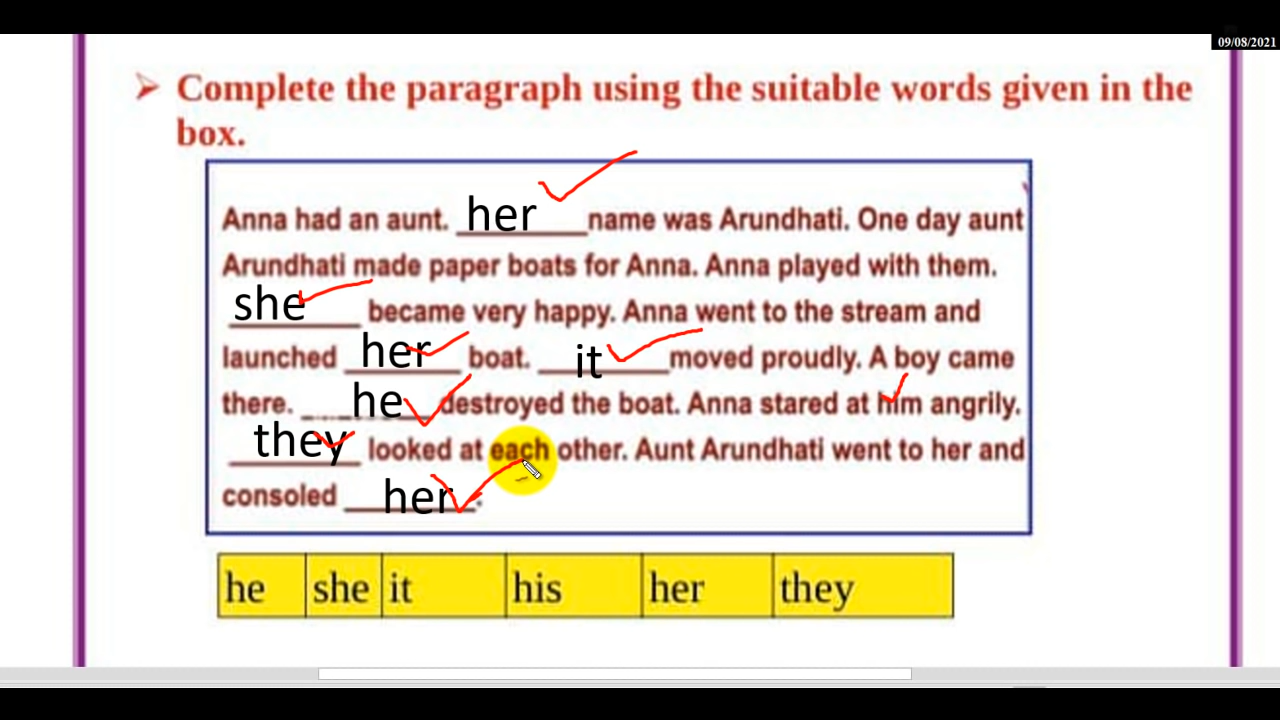 09/08/2021
➢ Complete the paragraph using the suitable words given in the
box.
Anna had an aunt. her name was Arundhati. One day aunt
Arundhati made paper boats for Anna. Anna played with them.
she became very happy. Anna went to the stream and
launched her boat. it moved proudly. A boy came
there. he destroyed the boat. Anna stared at him angrily.
they looked at each other. Aunt Arundhati went to her and
consoled her.
he she it his her they